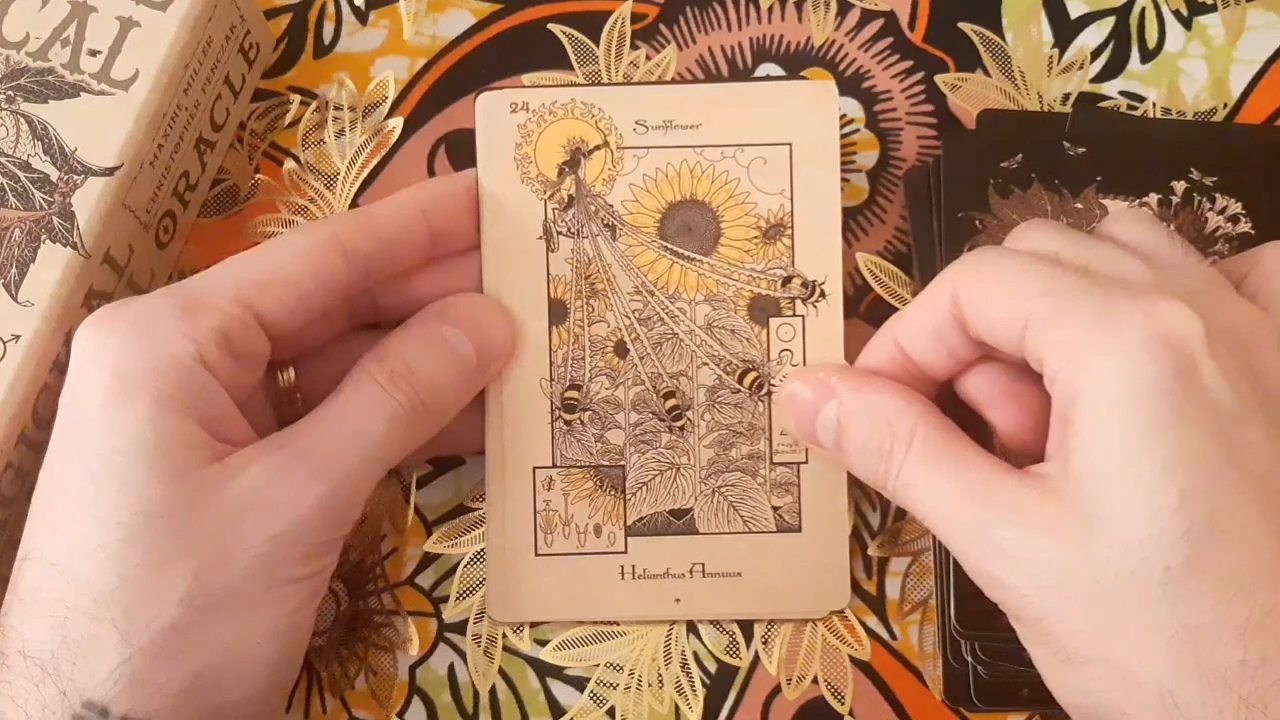 CAL
MAXINE MILLER
CHRISTOPHER PENCZAK
ORACLE
24
Sunflower
Helianthus Annuus